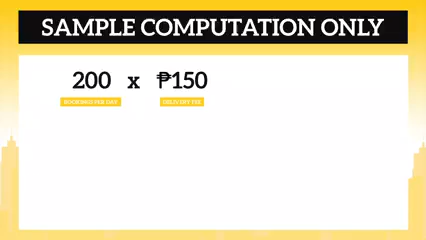 SAMPLE COMPUTATION ONLY
200 x ₱150
BOOKINGS PER DAY DELIVERY FEE